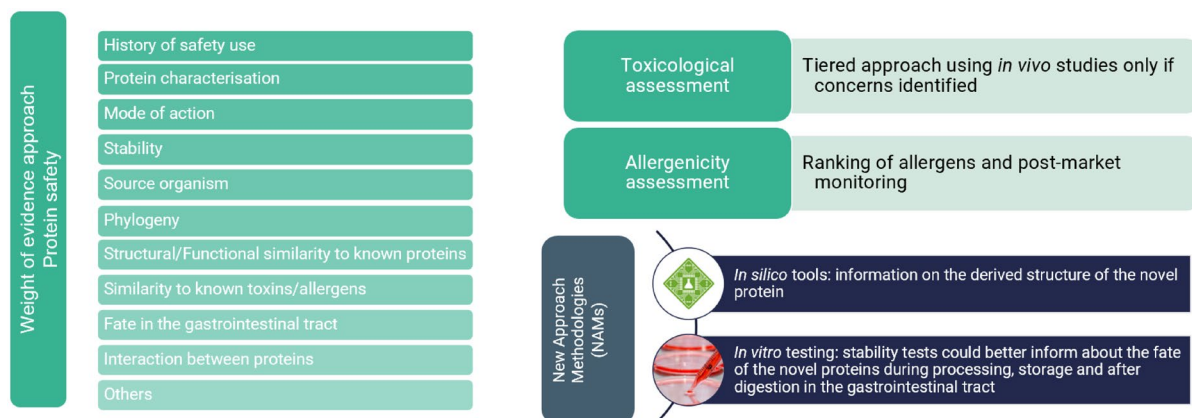 Weight of evidence approach
Protein safety
History of safety use
Protein characterisation
Mode of action
Stability
Source organism
Phylogeny
Structural/Functional similarity to known proteins
Similarity to known toxins/allergens
Fate in the gastrointestinal tract
Interaction between proteins
Others
Toxicological
assessment
Tiered approach using in vivo studies only if
concerns identified
Allergenicity
assessment
Ranking of allergens and post-market
monitoring
New Approach
Methodologies
(NAMs)
In silico tools: information on the derived structure of the novel
protein
In vitro testing: stability tests could better inform about the fate
of the novel proteins during processing, storage and after
digestion in the gastrointestinal tract